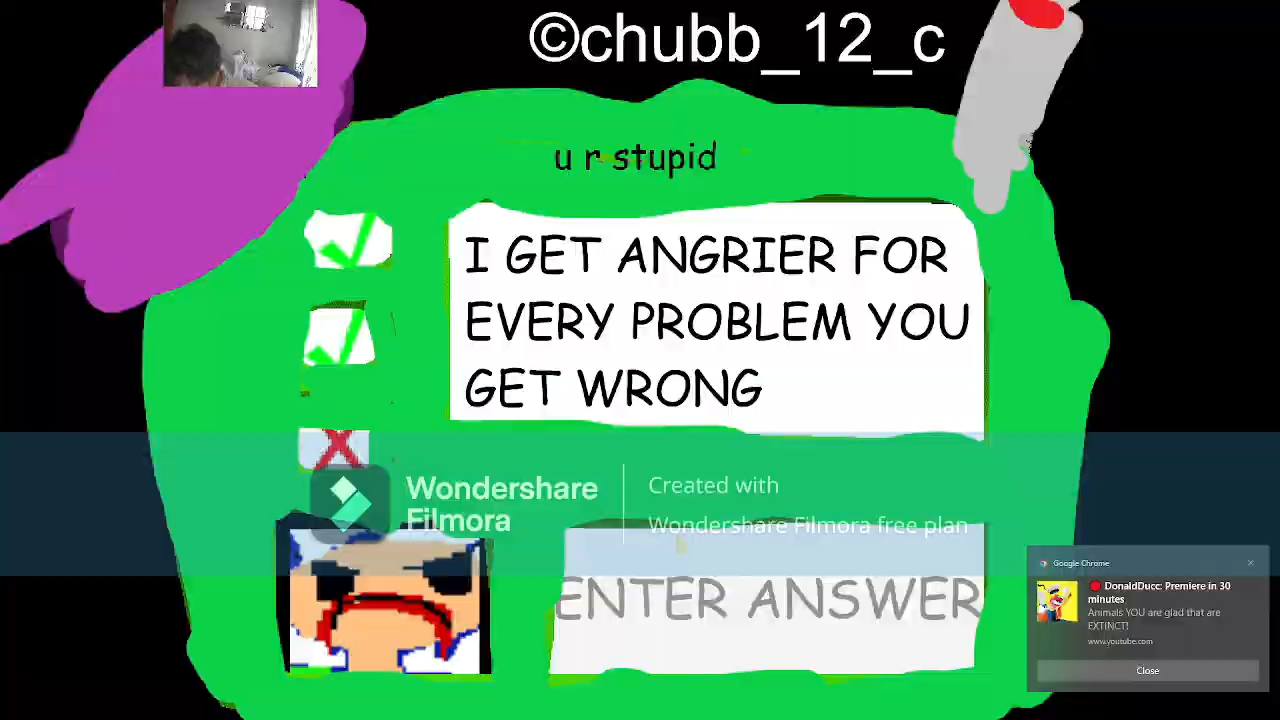 ©chubb_12_c
u r stupid
I GET ANGRIER FOR
EVERY PROBLEM YOU
GET WRONG
Wondershare
Filmora
Created with
Wondershare Filmora free plan
ENTER ANSWER
Google Chrome
DonaldDucc: Premiere in 30
minutes
Animals YOU are glad that are
EXTINCT!
www.youtube.com
Close